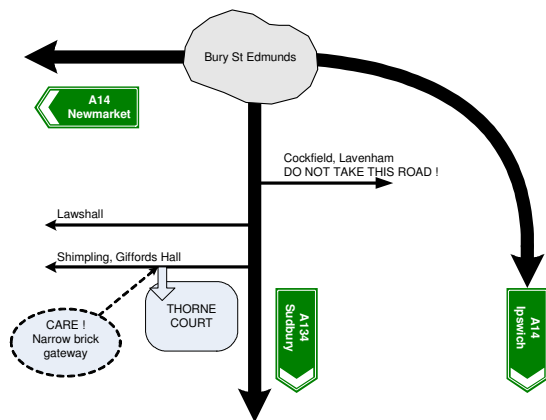 Bury St Edmunds
A14
Newmarket
Cockfield, Lavenham
DO NOT TAKE THIS ROAD !
Lawshall
Shimpling, Giffords Hall
CARE !
Narrow brick
gateway
THORNE
COURT
A134
Sudbury
A14
Ipswich